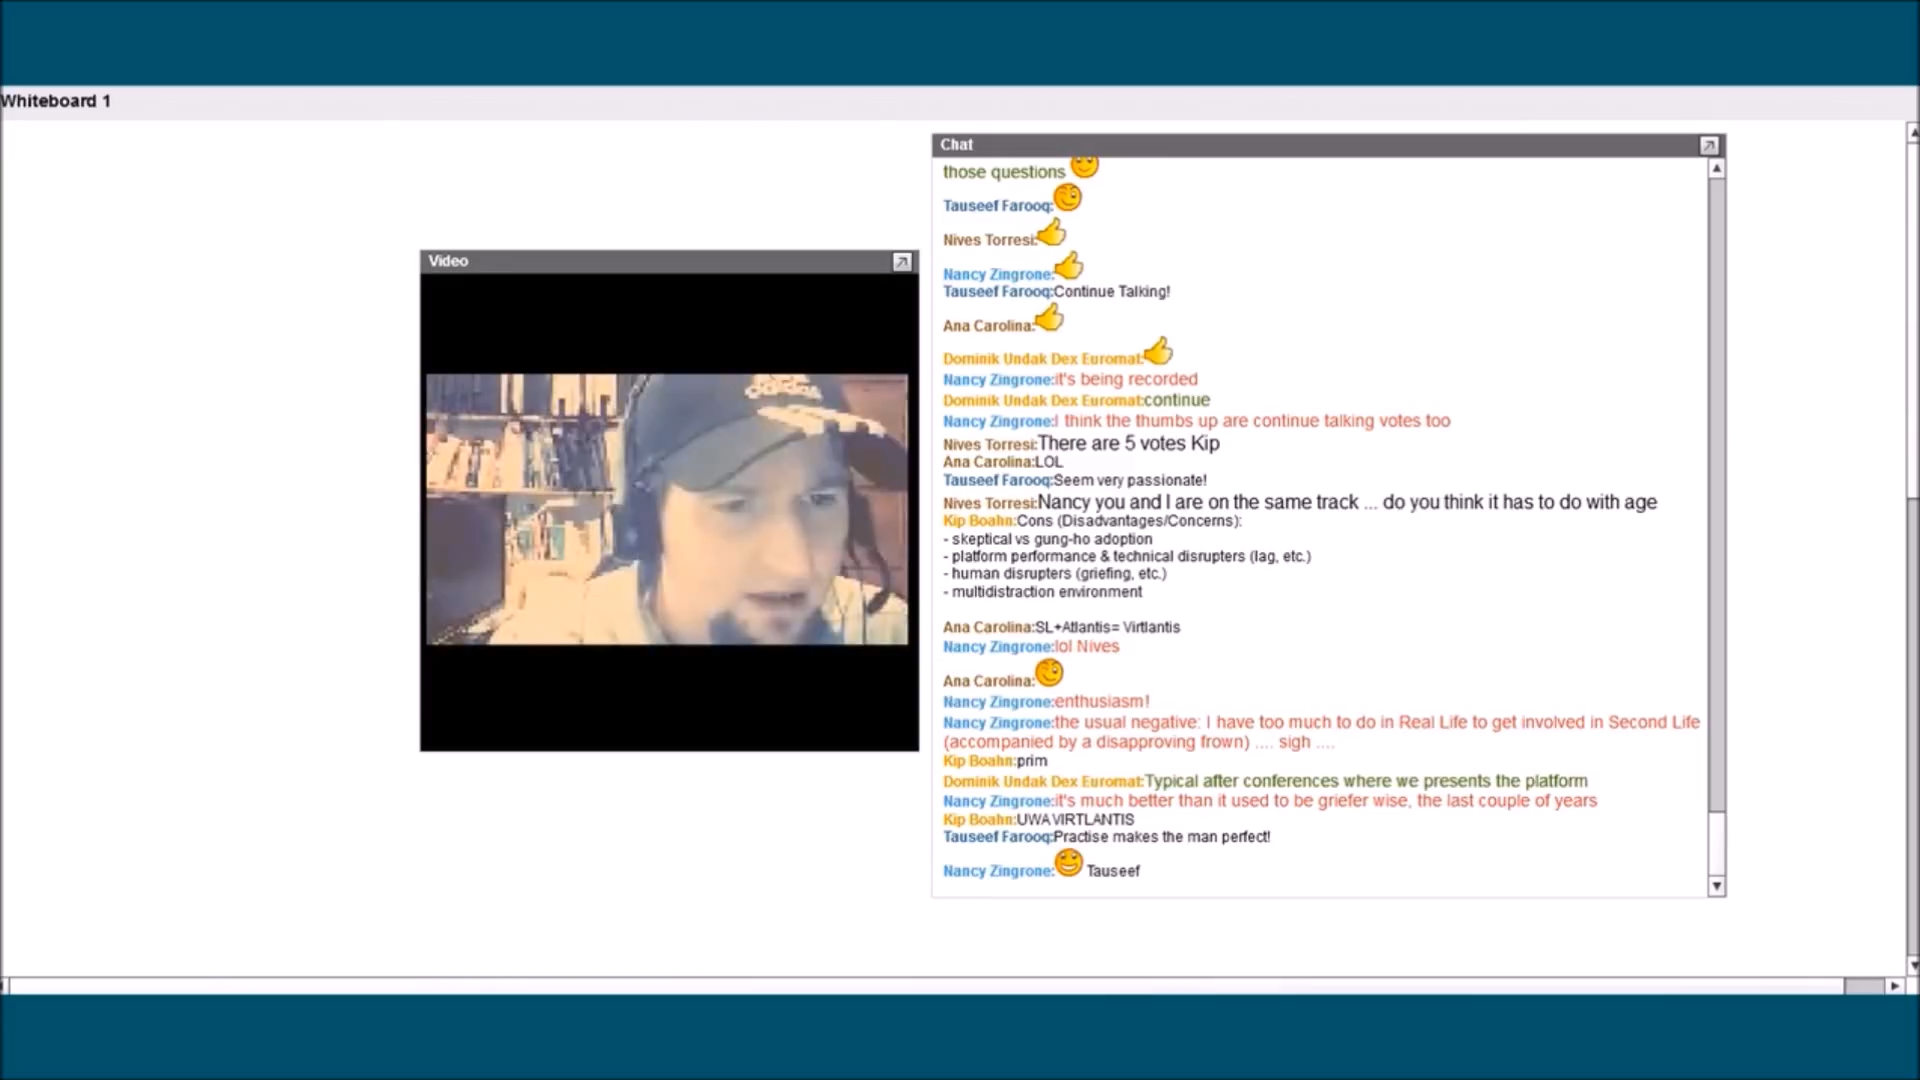 Whiteboard 1
Chat
those questions
Tauseef Farooq:
Nives Torresi:
Video
Nancy Zingrone:
Tauseef Farooq:Continue Talking!
Ana Carolina:
Dominik Undak Dex Euromat:
Nancy Zingrone:it's being recorded
Dominik Undak Dex Euromat:continue
Nancy Zingrone:I think the thumbs up are continue talking votes too
Nives Torresi:There are 5 votes Kip
Ana Carolina:LOL
Tauseef Farooq:Seem very passionate!
Nives Torresi:Nancy you and I are on the same track ... do you think it has to do with age
Kip Boahn:Cons (Disadvantages/Concerns):
- skeptical vs gung-ho adoption
- platform performance & technical disrupters (lag, etc.)
- human disrupters (griefing, etc.)
- multidistraction environment
Ana Carolina:SL+Atlantis= Virtlantis
Nancy Zingrone:lol Nives
Ana Carolina:
Nancy Zingrone:enthusiasm!
Nancy Zingrone:the usual negative: I have too much to do in Real Life to get involved in Second Life
(accompanied by a disapproving frown) .... sigh ....
Kip Boahn:prim
Dominik Undak Dex Euromat:Typical after conferences where we presents the platform
Nancy Zingrone:it's much better than it used to be griefer wise, the last couple of years
Kip Boahn:UWAVIRTLANTIS
Tauseef Farooq:Practise makes the man perfect!
Nancy Zingrone: Tauseef